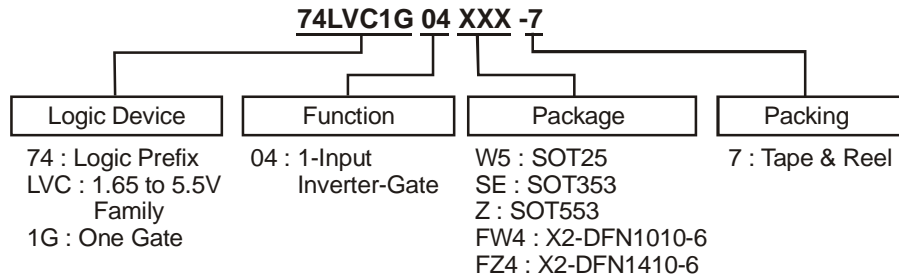 74LVC1G 04 XXX -7
Logic Device
Function
Package
Packing
74 : Logic Prefix
LVC : 1.65 to 5.5V
Family
1G : One Gate
04 : 1-Input
Inverter-Gate
W5 : SOT25
SE : SOT353
Z : SOT553
FW4 : X2-DFN1010-6
FZ4 : X2-DFN1410-6
7 : Tape & Reel